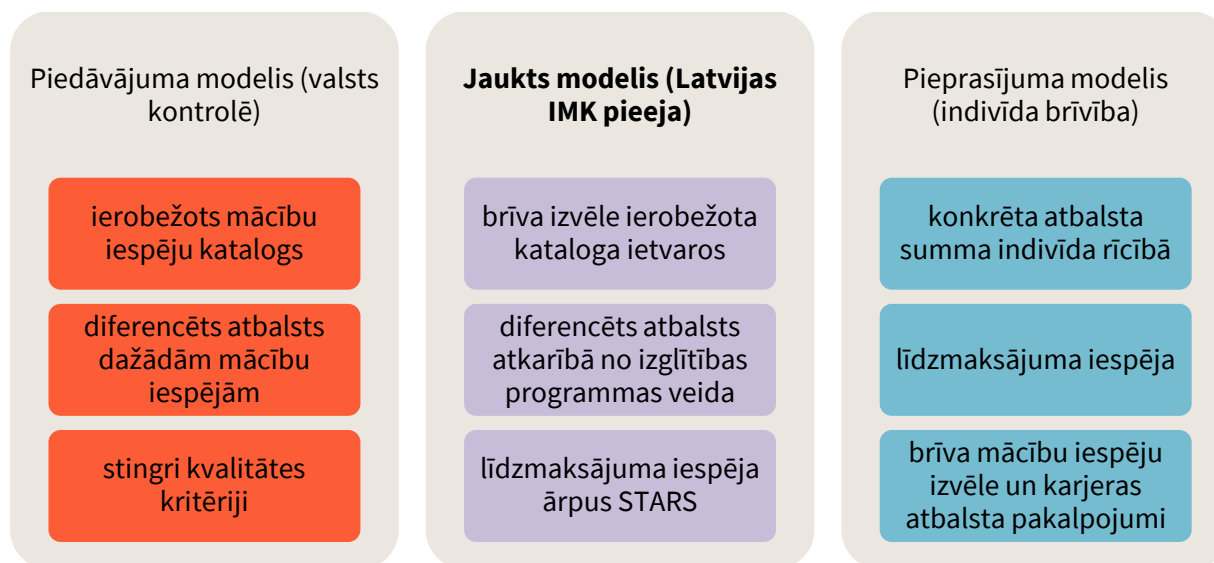 Piedāvājuma modelis (valsts
kontrolē)
ierobežots mācību
iespēju katalogs
diferencēts atbalsts
dažādām mācību
iespējām
stingri kvalitātes
kritēriji
Jaukts modelis (Latvijas
IMK pieeja)
brīva izvēle ierobežota
kataloga ietvaros
diferencēts atbalsts
atkarībā no izglītības
programmas veida
līdzmaksājuma iespēja
ārpus STARS
Pieprasījuma modelis
(indivīda brīvība)
konkrēta atbalsta
summa indivīda rīcībā
līdzmaksājuma iespēja
brīva mācību iespēju
izvēle un karjeras
atbalsta pakalpojumi